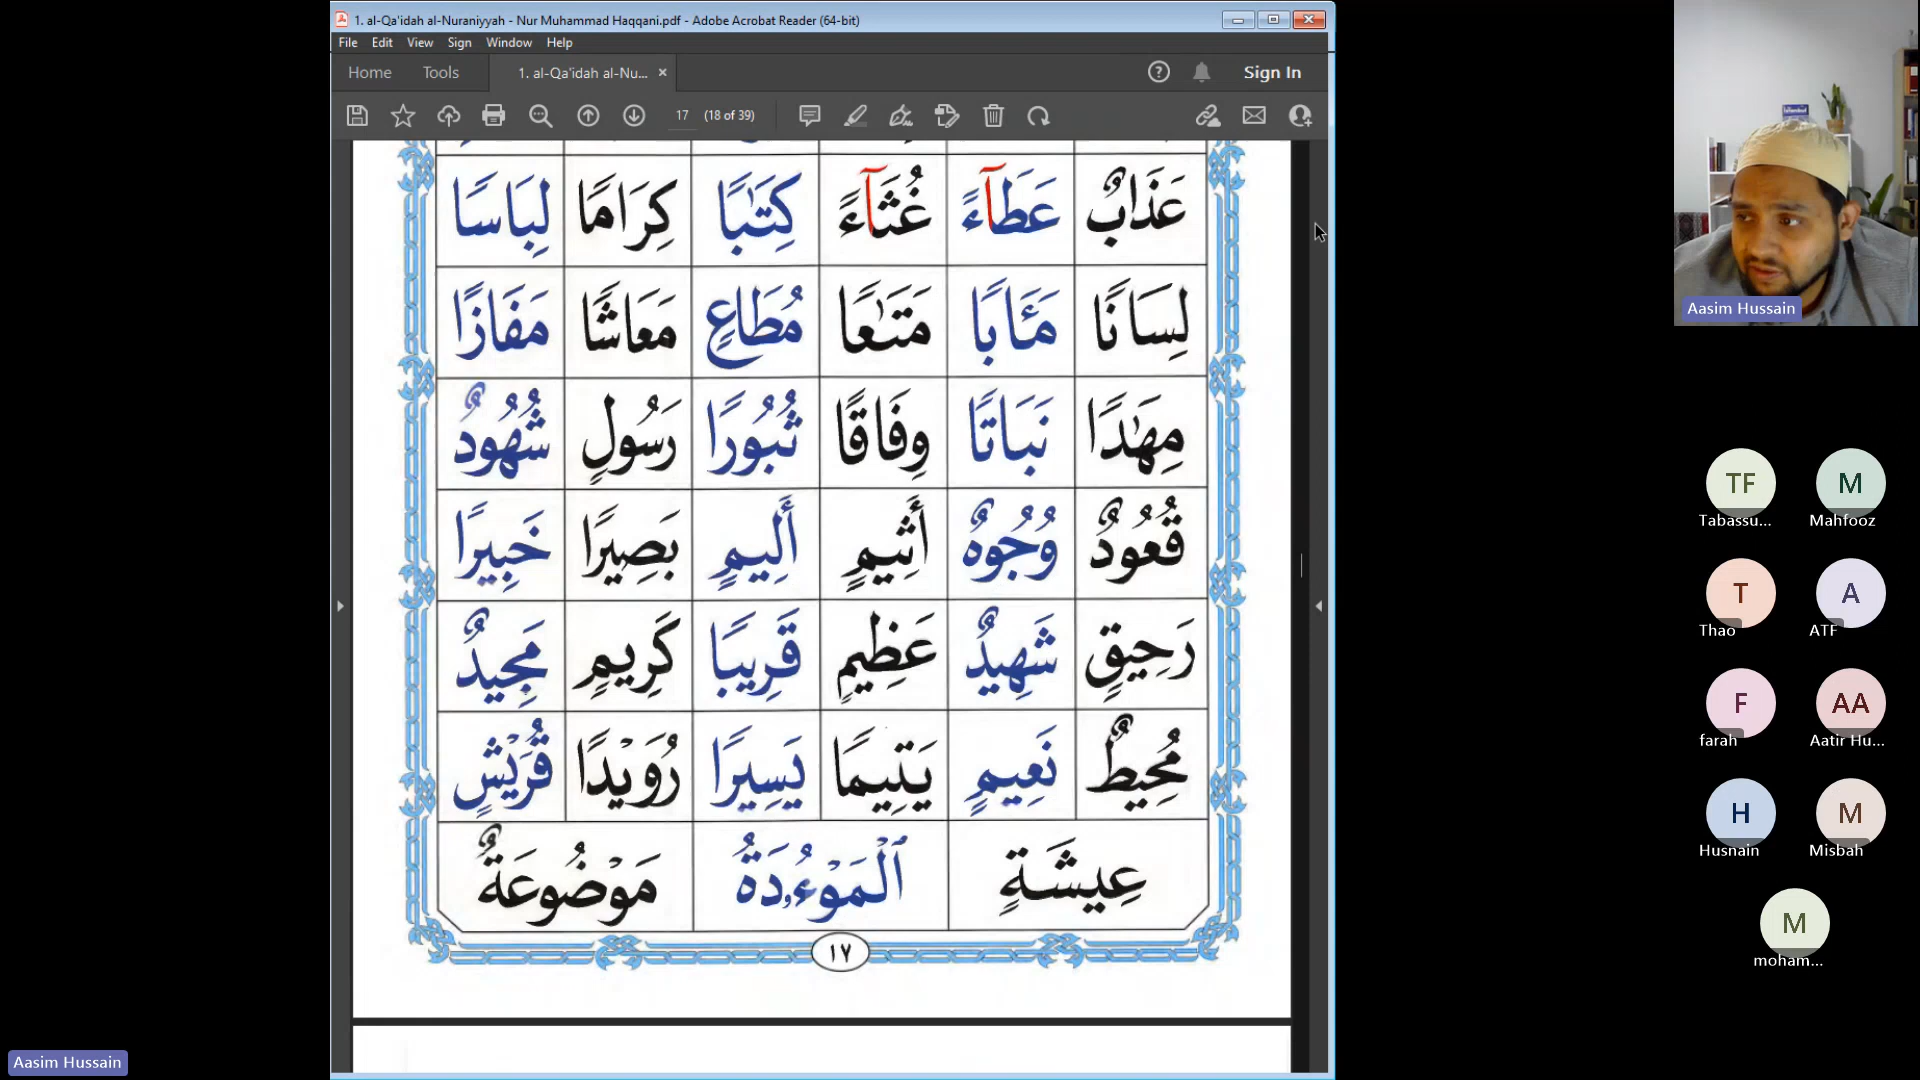 1. al-Qa'idah al-Nuraniyyah - Nur Muhammad Haqqani.pdf - Adobe Acrobat Reader (64-bit)
File Edit View Sign Window Help
Home Tools 1. al-Qa'idah al-Nu... × Sign In
17 (18 of 39)
عَذَابٌ عَطَآءً غُثَآءً كِتَٰبًا كِرَامًا لِبَاسًا
لِسَانًا مَـَٔابًا مَتَٰعًا مُطَاعٍ مَعَاشًا مَفَازًا
مِهَٰدًا نَبَاتًا وِفَاقًا ثُبُورًا رَسُولٍ شُهُودٌ
قُعُودٌ وُجُوهٌ أَثِيمٍ أَلِيمٍ بَصِيرًا خَبِيرًا
رَحِيقٍ شَهِيدٌ عَظِيمٍ قَرِيبًا كَرِيمٍ مَجِيدٌ
مُحِيطٌ نَعِيمٍ يَتِيمًا يَسِيرًا رُوَيْدًا قُرَيْشٍ
عِيشَةٍ ٱلْمَوْءُۥدَةُ مَوْضُوعَةٌ
١٧
Aasim Hussain
TF M
Tabassu... Mahfooz
T A
Thao ATF
F AA
farah Aatir Hu...
H M
Husnain Misbah
M
moham...
Aasim Hussain